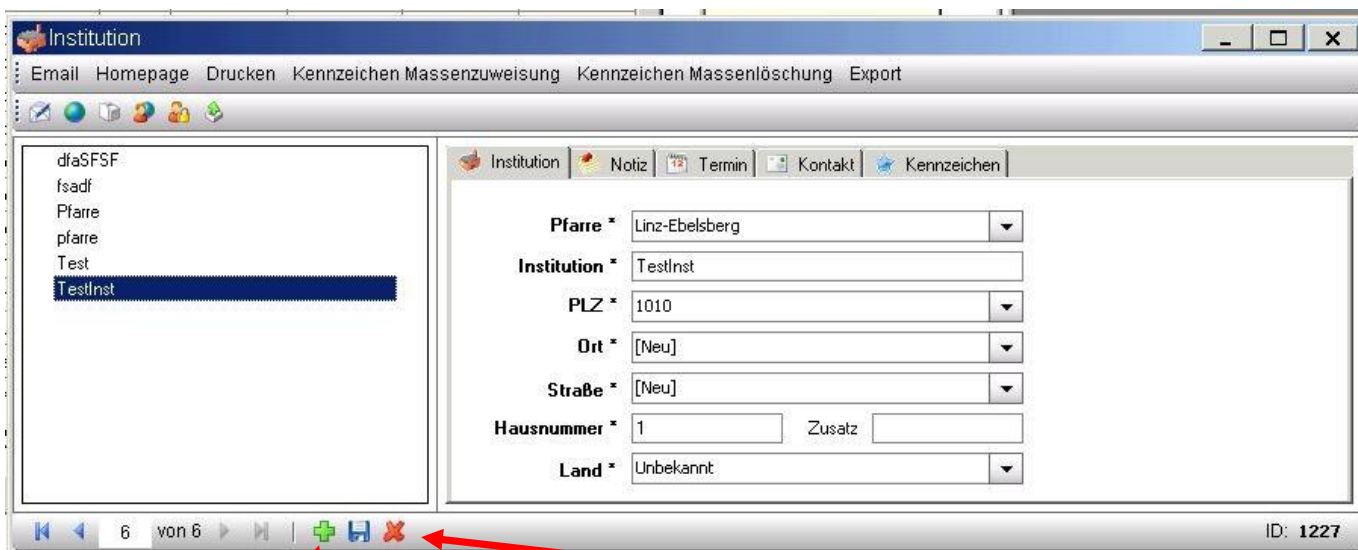 Institution
Email Homepage Drucken Kennzeichen Massenzuweisung Kennzeichen Massenlöschung Export
dfaSFSF
fsadf
Pfarre
pfarre
Test
TestInst
Institution Notiz 12 Termin Kontakt Kennzeichen
Pfarre * Linz-Ebelsberg
Institution * TestInst
PLZ * 1010
Ort * [Neu]
Straße * [Neu]
Hausnummer * 1 Zusatz
Land * Unbekannt
6 von 6 ID: 1227